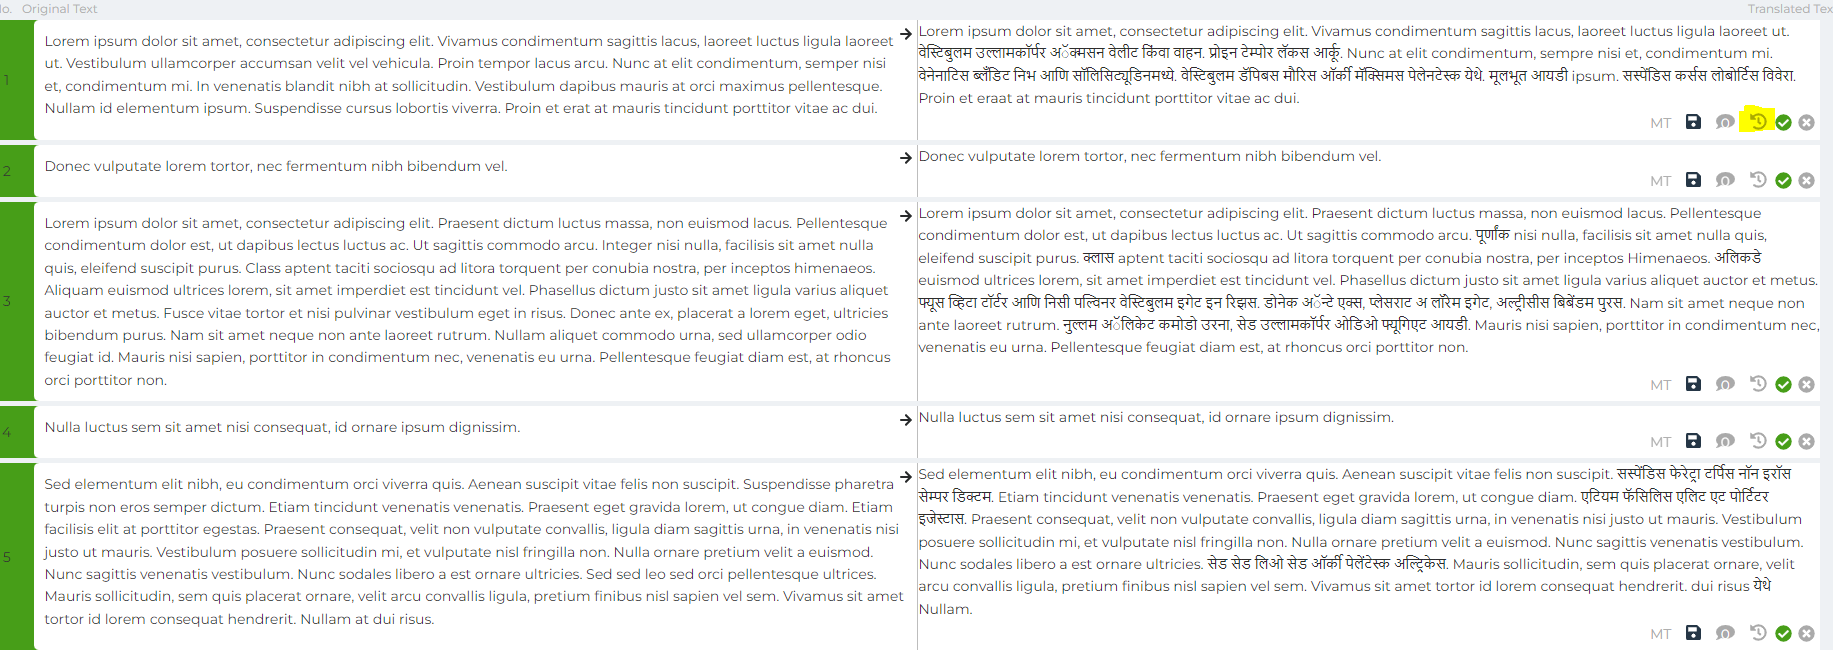 No. Original Text
Translated Tex
1
Lorem ipsum dolor sit amet, consectetur adipiscing elit. Vivamus condimentum sagittis lacus, laoreet luctus ligula laoreet
ut. Vestibulum ullamcorper accumsan velit vel vehicula. Proin tempor lacus arcu. Nunc at elit condimentum, semper nisi
et, condimentum mi. In venenatis blandit nibh at sollicitudin. Vestibulum dapibus mauris at orci maximus pellentesque.
Nullam id elementum ipsum. Suspendisse cursus lobortis viverra. Proin et erat at mauris tincidunt porttitor vitae ac dui.
Lorem ipsum dolor sit amet, consectetur adipiscing elit. Vivamus condimentum sagittis lacus, laoreet luctus ligula laoreet ut.
वेस्टिबुलम उल्लामकॉर्पर अॅक्मसन वेलीट किंवा वाहन. प्रोइन टेम्पोर लॅकस आर्कू. Nunc at elit condimentum, sempre nisi et, condimentum mi.
वेनेनाटिस ब्लँडिट निभ आणि सॉलिसिट्यूडिनमध्ये. वेस्टिबुलम डॅपिबस मौरिस ऑर्की मॅक्सिमस पेलेनटेस्क येथे. मूलभूत आयडी ipsum. सस्पेंडिस कर्सस लोबोर्टिस विवेरा.
Proin et eraat at mauris tincidunt porttitor vitae ac dui.
MT 0
2
Donec vulputate lorem tortor, nec fermentum nibh bibendum vel.
Donec vulputate lorem tortor, nec fermentum nibh bibendum vel.
MT 0
3
Lorem ipsum dolor sit amet, consectetur adipiscing elit. Praesent dictum luctus massa, non euismod lacus. Pellentesque
condimentum dolor est, ut dapibus lectus luctus ac. Ut sagittis commodo arcu. Integer nisi nulla, facilisis sit amet nulla
quis, eleifend suscipit purus. Class aptent taciti sociosqu ad litora torquent per conubia nostra, per inceptos himenaeos.
Aliquam euismod ultrices lorem, sit amet imperdiet est tincidunt vel. Phasellus dictum justo sit amet ligula varius aliquet
auctor et metus. Fusce vitae tortor et nisi pulvinar vestibulum eget in risus. Donec ante ex, placerat a lorem eget, ultricies
bibendum purus. Nam sit amet neque non ante laoreet rutrum. Nullam aliquet commodo urna, sed ullamcorper odio
feugiat id. Mauris nisi sapien, porttitor in condimentum nec, venenatis eu urna. Pellentesque feugiat diam est, at rhoncus
orci porttitor non.
Lorem ipsum dolor sit amet, consectetur adipiscing elit. Praesent dictum luctus massa, non euismod lacus. Pellentesque
condimentum dolor est, ut dapibus lectus luctus ac. Ut sagittis commodo arcu. पूर्णांक nisi nulla, facilisis sit amet nulla quis,
eleifend suscipit purus. क्लास aptent taciti sociosqu ad litora torquent per conubia nostra, per inceptos Himenaeos. अलिकडे
euismod ultrices lorem, sit amet imperdiet est tincidunt vel. Phasellus dictum justo sit amet ligula varius aliquet auctor et metus.
फ्यूस व्हिटा टॉर्टर आणि निसी पल्विनर वेस्टिबुलम इगेट इन रिझस. डोनेक अॅन्टे एक्स, प्लेसराट अ लॉरेम इगेट, अल्ट्रीसीस बिबेंडम पुरस. Nam sit amet neque non
ante laoreet rutrum. नुल्लम अॅलिकेट कमोडो उरना, सेड उल्लामकॉर्पर ओडिओ फ्यूगिएट आयडी. Mauris nisi sapien, porttitor in condimentum nec,
venenatis eu urna. Pellentesque feugiat diam est, at rhoncus orci porttitor non.
MT 0
4
Nulla luctus sem sit amet nisi consequat, id ornare ipsum dignissim.
Nulla luctus sem sit amet nisi consequat, id ornare ipsum dignissim.
MT 0
5
Sed elementum elit nibh, eu condimentum orci viverra quis. Aenean suscipit vitae felis non suscipit. Suspendisse pharetra
turpis non eros semper dictum. Etiam tincidunt venenatis venenatis. Praesent eget gravida lorem, ut congue diam. Etiam
facilisis elit at porttitor egestas. Praesent consequat, velit non vulputate convallis, ligula diam sagittis urna, in venenatis nisi
justo ut mauris. Vestibulum posuere sollicitudin mi, et vulputate nisl fringilla non. Nulla ornare pretium velit a euismod.
Nunc sagittis venenatis vestibulum. Nunc sodales libero a est ornare ultricies. Sed sed leo sed orci pellentesque ultrices.
Mauris sollicitudin, sem quis placerat ornare, velit arcu convallis ligula, pretium finibus nisl sapien vel sem. Vivamus sit amet
tortor id lorem consequat hendrerit. Nullam at dui risus.
Sed elementum elit nibh, eu condimentum orci viverra quis. Aenean suscipit vitae felis non suscipit. सस्पेंडिस फेरेट्रा टर्पिस नॉन इरॉस
सेम्पर डिक्टम. Etiam tincidunt venenatis venenatis. Praesent eget gravida lorem, ut congue diam. एटियम फॅसिलिस एलिट एट पोर्टिटर
इजेस्टास. Praesent consequat, velit non vulputate convallis, ligula diam sagittis urna, in venenatis nisi justo ut mauris. Vestibulum
posuere sollicitudin mi, et vulputate nisl fringilla non. Nulla ornare pretium velit a euismod. Nunc sagittis venenatis vestibulum.
Nunc sodales libero a est ornare ultricies. सेड सेड लिओ सेड ऑर्की पेलेंटेस्क अल्ट्रिकेस. Mauris sollicitudin, sem quis placerat ornare, velit
arcu convallis ligula, pretium finibus nisl sapien vel sem. Vivamus sit amet tortor id lorem consequat hendrerit. dui risus येथे
Nullam.
MT 0